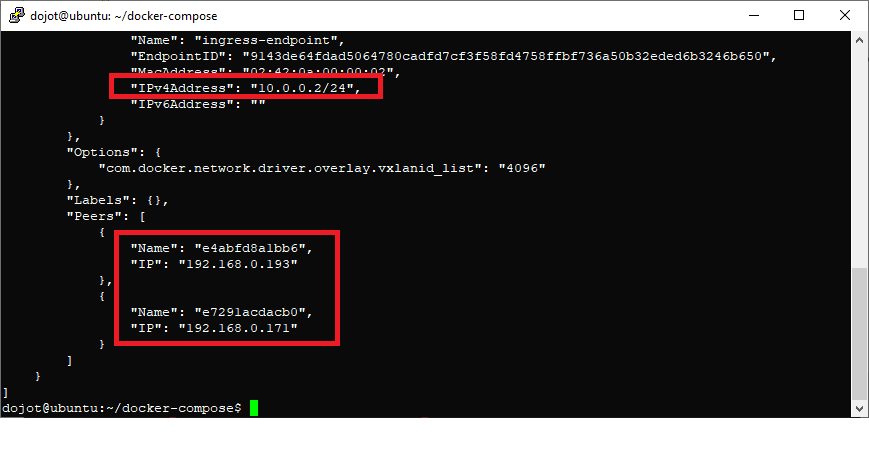 dojot@ubuntu: ~/docker-compose
"Name": "ingress-endpoint",
"EndpointID": "9143de64fdad5064780cadfd7cf3f58fd4758ffbf736a50b32eded6b3246b650",
"MacAddress": "02:42:0a:00:00:02",
"IPv4Address": "10.0.0.2/24",
"IPv6Address": ""
}
},
"Options": {
"com.docker.network.driver.overlay.vxlanid_list": "4096"
},
"Labels": {},
"Peers": [
{
"Name": "e4abfd8a1bb6",
"IP": "192.168.0.193"
},
{
"Name": "e7291acdacb0",
"IP": "192.168.0.171"
}
]
}
]
dojot@ubuntu:~/docker-compose$